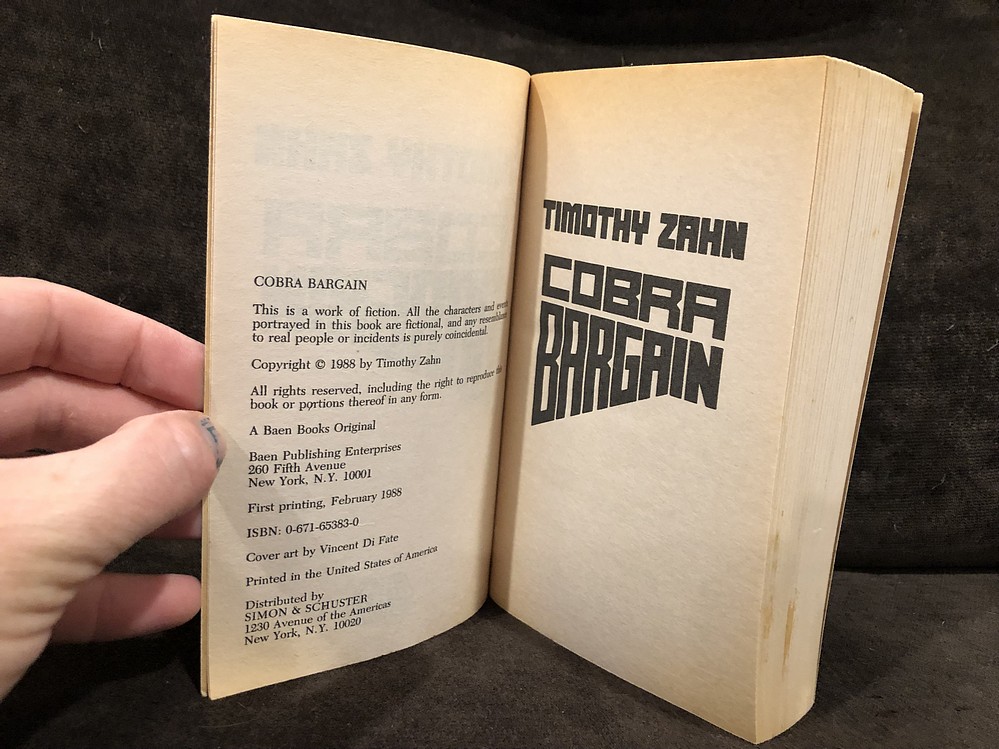 COBRA BARGAIN
This is a work of fiction. All the characters and
portrayed in this book are fictional, and any
to real people or incidents is purely coincidental.
Copyright © 1988 by Timothy Zahn
All rights reserved, including the right to reproduce this
book or portions thereof in any form.
A Baen Books Original
Baen Publishing Enterprises
260 Fifth Avenue
New York, N.Y. 10001
First printing, February 1988
ISBN: 0-671-65383-0
Cover art by Vincent Di Fate
Printed in the United States of America
Distributed by
SIMON & SCHUSTER
1230 Avenue of the Americas
New York, N.Y. 10020
TIMOTHY ZAHN
COBRA
BARGAIN